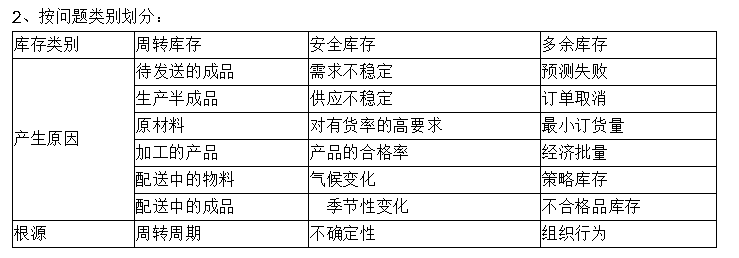 2、按问题类别划分：
库存类别 周转库存 安全库存 多余库存
待发送的成品 需求不稳定 预测失败
生产半成品 供应不稳定 订单取消
原材料 对有货率的高要求 最小订货量
产生原因
加工的产品 产品的合格率 经济批量
配送中的物料 气候变化 策略库存
配送中的成品 季节性变化 不合格品库存
根源 周转周期 不确定性 组织行为